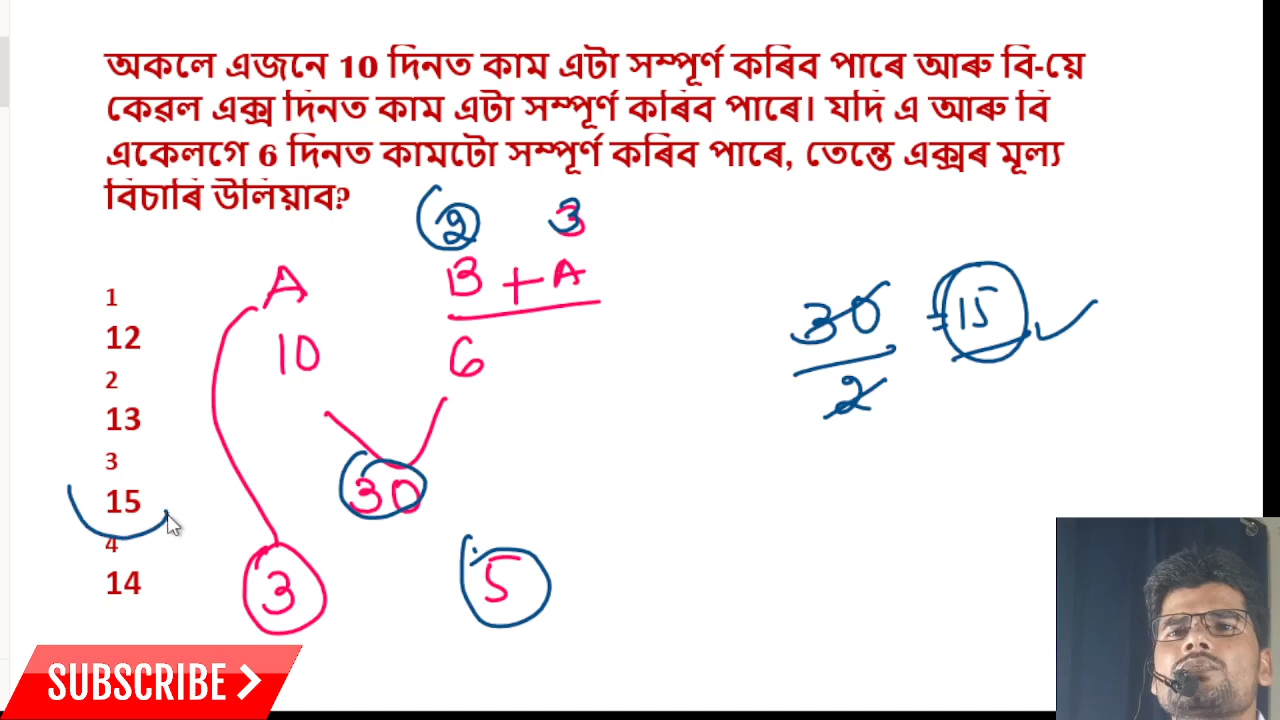 অকলে এজনে 10 দিনত কাম এটা সম্পূৰ্ণ কৰিব পাৰে আৰু বি-য়ে
কেৱল এক্স দিনত কাম এটা সম্পূৰ্ণ কৰিব পাৰে। যদি এ আৰু বি
একেলগে 6 দিনত কামটো সম্পূৰ্ণ কৰিব পাৰে, তেন্তে এক্সৰ মূল্য
বিচাৰি উলিয়াব?
2 3
A B + A
10 6
30
3 5
30 = 15
2
1
12
2
13
3
15
4
14
SUBSCRIBE